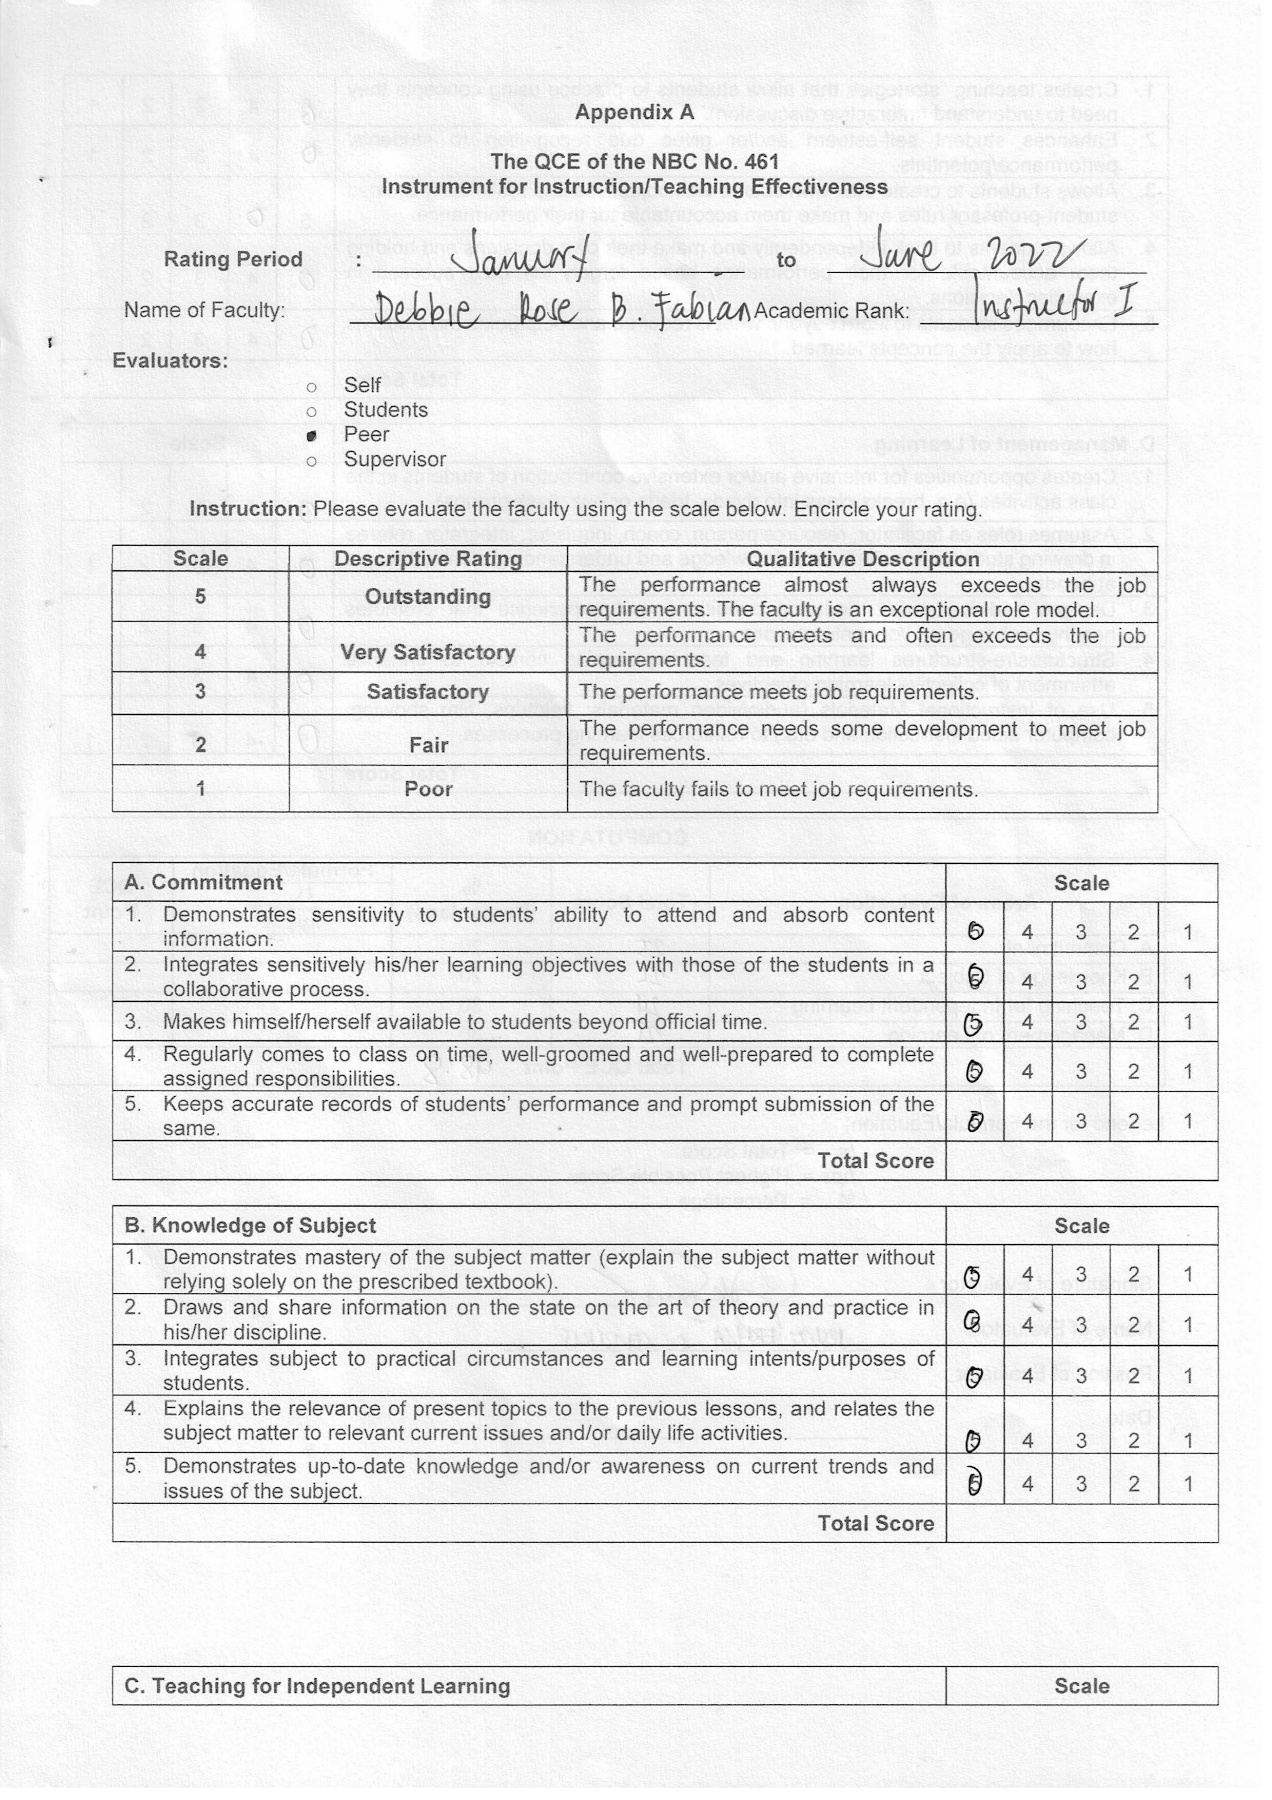 Appendix A
The QCE of the NBC No. 461
Instrument for Instruction/Teaching Effectiveness
Rating Period : January to June 2022
Name of Faculty: Debbie Rose B. Fabian Academic Rank: Instructor I
Evaluators:
o Self
o Students
• Peer
o Supervisor
Instruction: Please evaluate the faculty using the scale below. Encircle your rating.
Scale Descriptive Rating Qualitative Description
5 Outstanding The performance almost always exceeds the job
requirements. The faculty is an exceptional role model.
4 Very Satisfactory The performance meets and often exceeds the job
requirements.
3 Satisfactory The performance meets job requirements.
2 Fair The performance needs some development to meet job
requirements.
1 Poor The faculty fails to meet job requirements.
A. Commitment Scale
1. Demonstrates sensitivity to students' ability to attend and absorb content
information. 5 4 3 2 1
2. Integrates sensitively his/her learning objectives with those of the students in a
collaborative process. 5 4 3 2 1
3. Makes himself/herself available to students beyond official time. 5 4 3 2 1
4. Regularly comes to class on time, well-groomed and well-prepared to complete
assigned responsibilities. 5 4 3 2 1
5. Keeps accurate records of students' performance and prompt submission of the
same. 5 4 3 2 1
Total Score
B. Knowledge of Subject Scale
1. Demonstrates mastery of the subject matter (explain the subject matter without
relying solely on the prescribed textbook). 5 4 3 2 1
2. Draws and share information on the state on the art of theory and practice in
his/her discipline. 5 4 3 2 1
3. Integrates subject to practical circumstances and learning intents/purposes of
students. 5 4 3 2 1
4. Explains the relevance of present topics to the previous lessons, and relates the
subject matter to relevant current issues and/or daily life activities. 5 4 3 2 1
5. Demonstrates up-to-date knowledge and/or awareness on current trends and
issues of the subject. 5 4 3 2 1
Total Score
C. Teaching for Independent Learning Scale